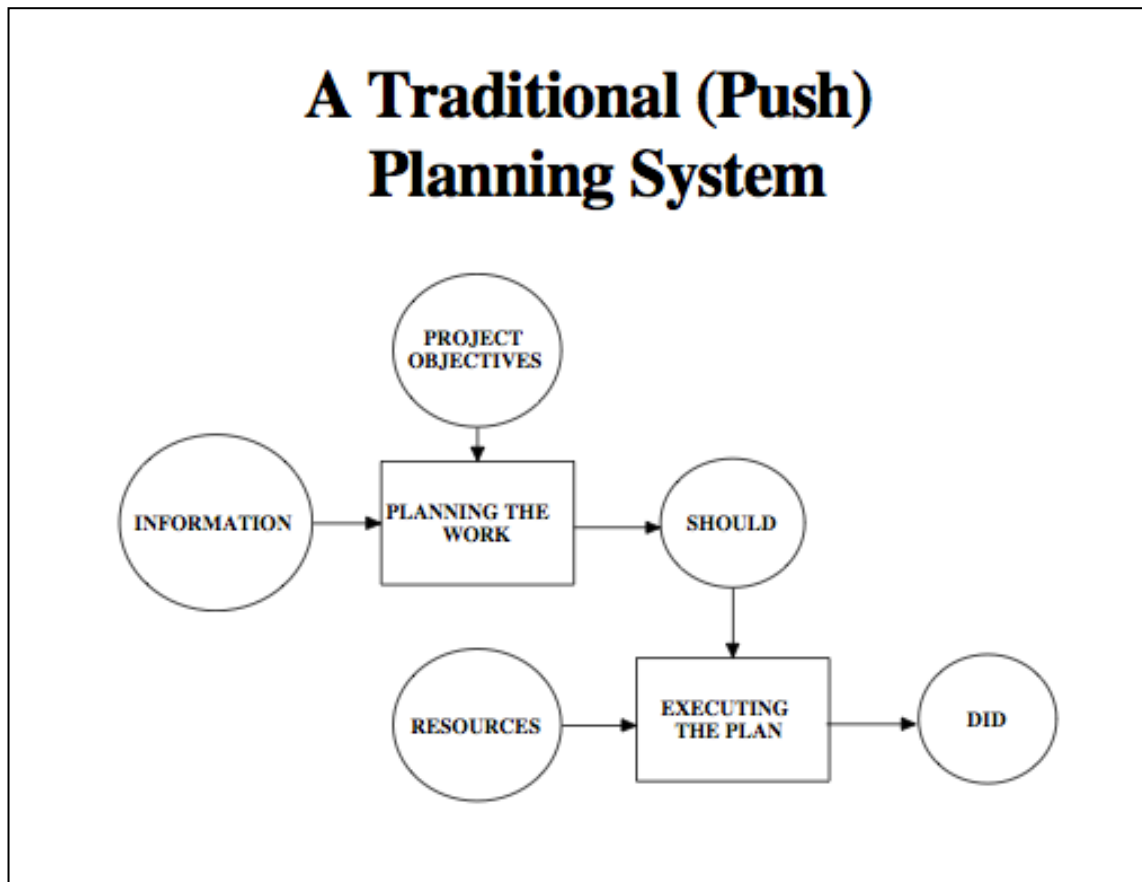 A Traditional (Push)
Planning System
PROJECT
OBJECTIVES
INFORMATION
PLANNING THE
WORK
SHOULD
RESOURCES
EXECUTING
THE PLAN
DID